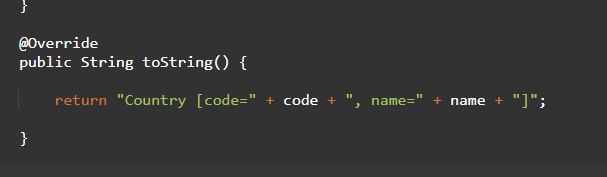 }
@Override
public String toString() {
return "Country [code=" + code + ", name=" + name + "]";
}